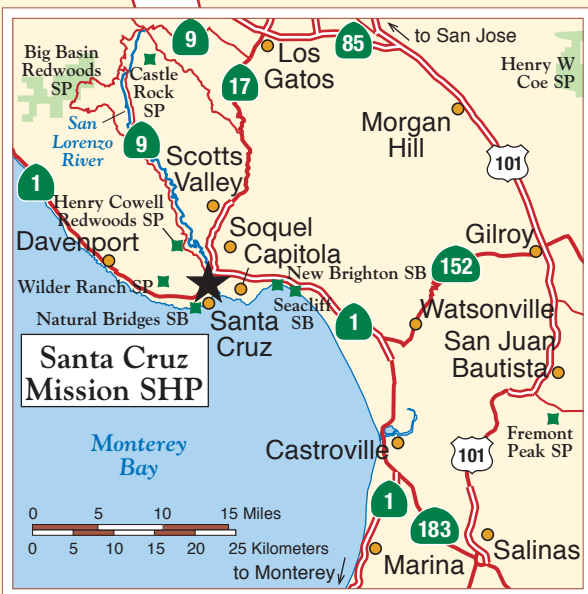 9
85
to San Jose
Big Basin
Redwoods
SP
Castle
Rock
SP
Los
Gatos
Henry W
Coe SP
17
San
Lorenzo
River
9
Morgan
Hill
101
Scotts
Valley
1
Henry Cowell
Redwoods SP
Soquel
Capitola
Gilroy
Davenport
New Brighton SB
152
Wilder Ranch SP
Seacliff
SB
Natural Bridges SB
Santa
Cruz
1
Watsonville
San Juan
Bautista
Santa Cruz
Mission SHP
Monterey
Bay
Castroville
101
Fremont
Peak SP
0 5 10 15 Miles
0 5 10 15 20 25 Kilometers
1
183
to Monterey
Marina
Salinas